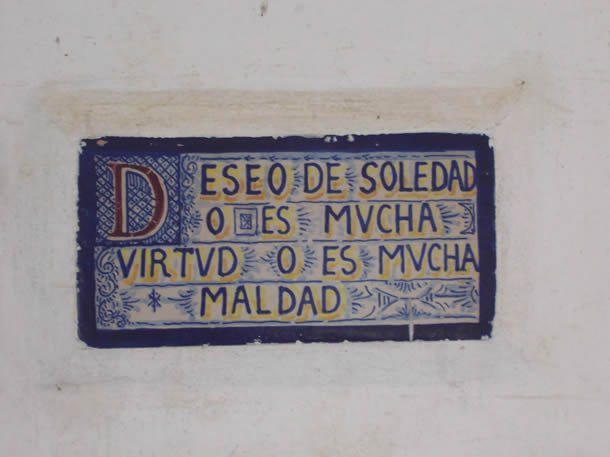 DESEO DE SOLEDAD
O ES MVCHA
VIRTVD O ES MVCHA
MALDAD